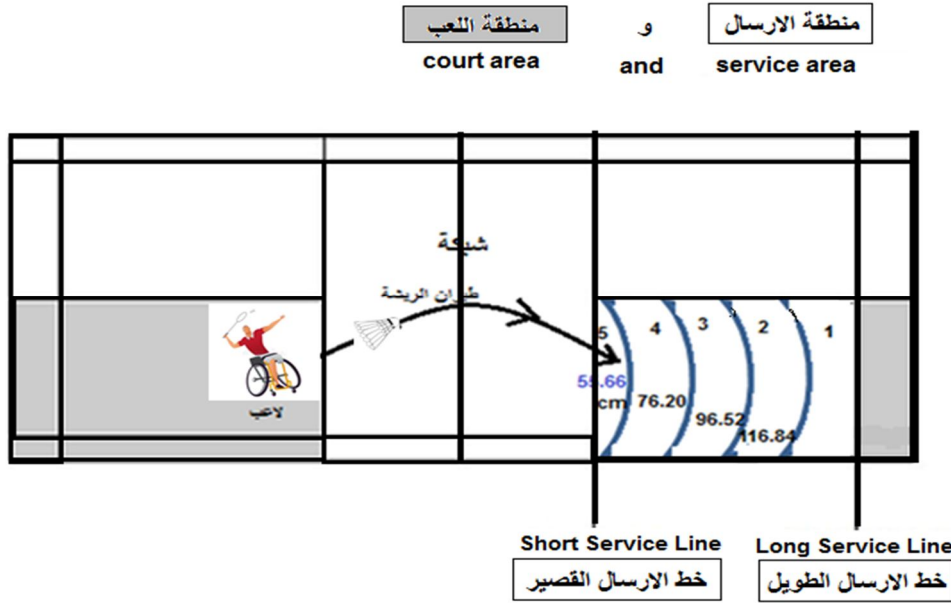 منطقة اللعب و منطقة الارسال
court area and service area
شبكة
طيران الريشة
لاعب
5 4 3 2 1
55.66
cm
76.20
96.52
116.84
Short Service Line
خط الارسال القصير
Long Service Line
خط الارسال الطويل